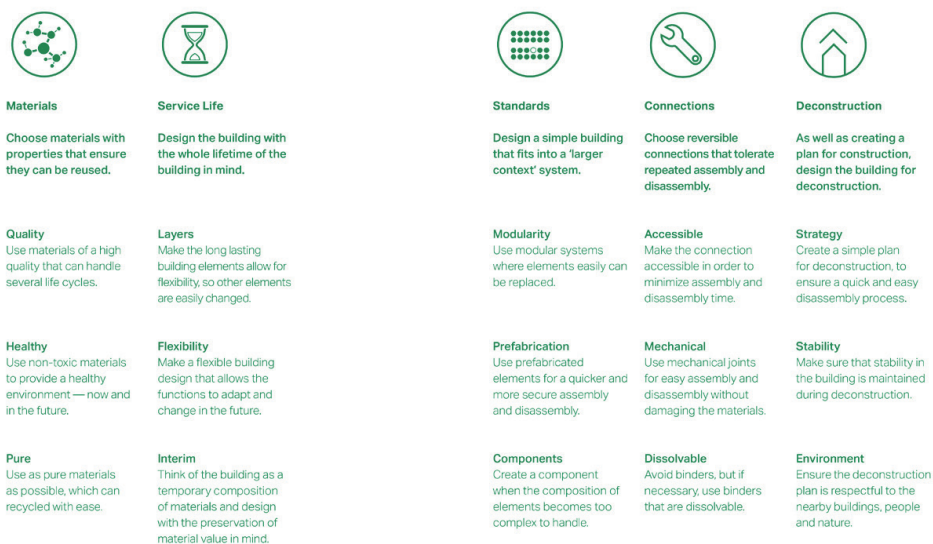 Materials
Choose materials with
properties that ensure
they can be reused.
Quality
Use materials of a high
quality that can handle
several life cycles.
Healthy
Use non-toxic materials
to provide a healthy
environment — now and
in the future.
Pure
Use as pure materials
as possible, which can
recycled with ease.
Service Life
Design the building with
the whole lifetime of the
building in mind.
Layers
Make the long lasting
building elements allow for
flexibility, so other elements
are easily changed.
Flexibility
Make a flexible building
design that allows the
functions to adapt and
change in the future.
Interim
Think of the building as a
temporary composition
of materials and design
with the preservation of
material value in mind.
Standards
Design a simple building
that fits into a ‘larger
context’ system.
Modularity
Use modular systems
where elements easily can
be replaced.
Prefabrication
Use prefabricated
elements for a quicker and
more secure assembly
and disassembly.
Components
Create a component
when the composition of
elements becomes too
complex to handle.
Connections
Choose reversible
connections that tolerate
repeated assembly and
disassembly.
Accessible
Make the connection
accessible in order to
minimize assembly and
disassembly time.
Mechanical
Use mechanical joints
for easy assembly and
disassembly without
damaging the materials.
Dissolvable
Avoid binders, but if
necessary, use binders
that are dissolvable.
Deconstruction
As well as creating a
plan for construction,
design the building for
deconstruction.
Strategy
Create a simple plan
for deconstruction, to
ensure a quick and easy
disassembly process.
Stability
Make sure that stability in
the building is maintained
during deconstruction.
Environment
Ensure the deconstruction
plan is respectful to the
nearby buildings, people
and nature.